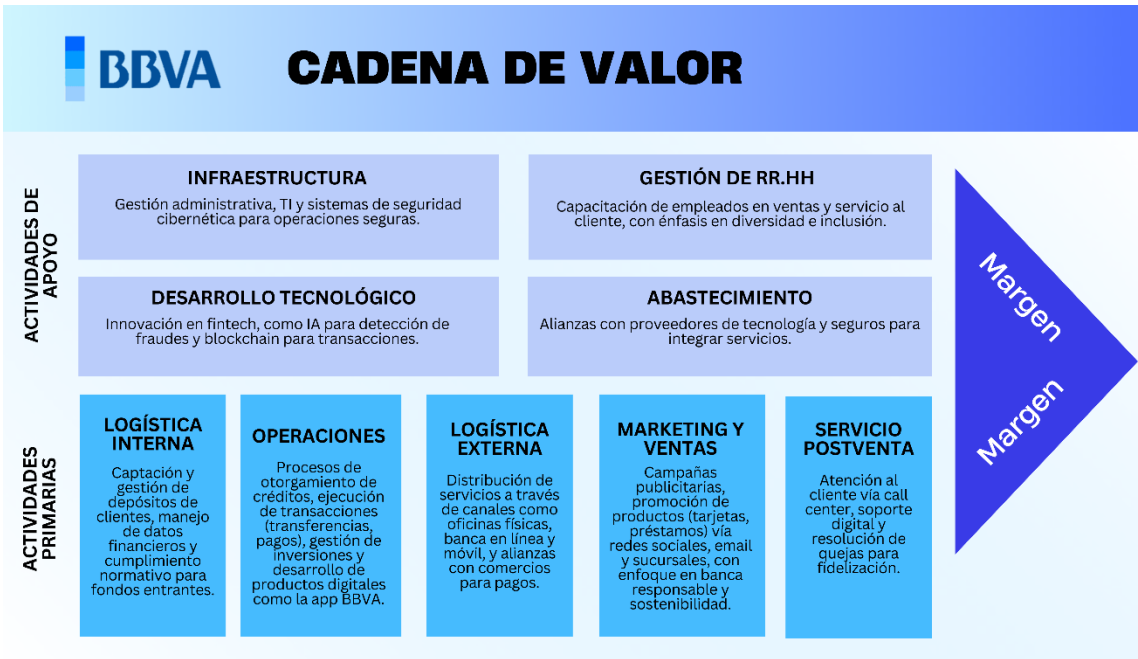 BBVA
CADENA DE VALOR
ACTIVIDADES DE
APOYO
INFRAESTRUCTURA
Gestión administrativa, TI y sistemas de seguridad
cibernética para operaciones seguras.
GESTIÓN DE RR.HH
Capacitación de empleados en ventas y servicio al
cliente, con énfasis en diversidad e inclusión.
DESARROLLO TECNOLÓGICO
Innovación en fintech, como IA para detección de
fraudes y blockchain para transacciones.
ABASTECIMIENTO
Alianzas con proveedores de tecnología y seguros para
integrar servicios.
ACTIVIDADES
PRIMARIAS
LOGÍSTICA
INTERNA
Captación y
gestión de
depósitos de
clientes, manejo
de datos
financieros y
cumplimiento
normativo para
fondos entrantes.
OPERACIONES
Procesos de
otorgamiento de
créditos, ejecución
de transacciones
(transferencias,
pagos), gestión de
inversiones y
desarrollo de
productos digitales
como la app BBVA.
LOGÍSTICA
EXTERNA
Distribución de
servicios a través
de canales como
oficinas físicas,
banca en línea y
móvil, y alianzas
con comercios
para pagos.
MARKETING Y
VENTAS
Campañas
publicitarias,
promoción de
productos (tarjetas,
préstamos) vía
redes sociales, email
y sucursales, con
enfoque en banca
responsable y
sostenibilidad.
SERVICIO
POSTVENTA
Atención al
cliente vía call
center, soporte
digital y
resolución de
quejas para
fidelización.
Margen
Margen